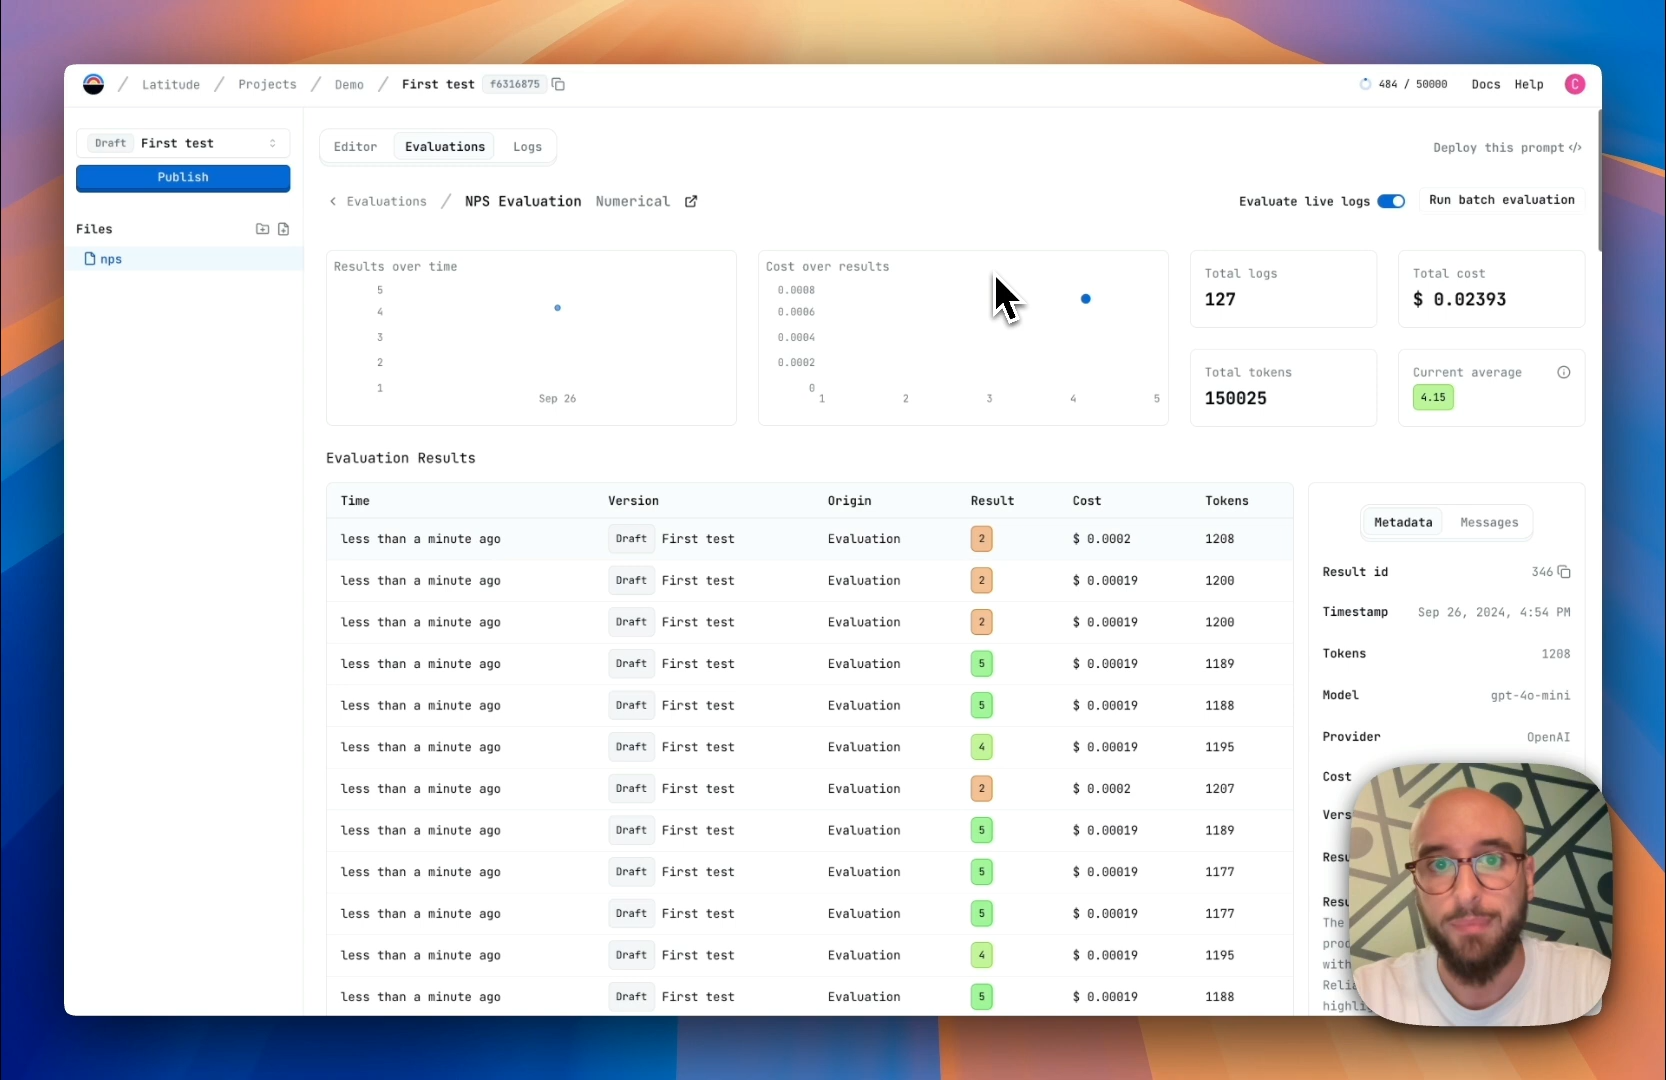 / Latitude / Projects / Demo / First test f6316875
484 / 50000 Docs Help C
Draft First test
Publish
Files
nps
Editor Evaluations Logs
Deploy this prompt </>
< Evaluations / NPS Evaluation Numerical
Evaluate live logs Run batch evaluation
Results over time
5
4
3
2
1
Sep 26
Cost over results
0.0008
0.0006
0.0004
0.0002
0
1 2 3 4 5
Total logs
127
Total cost
$ 0.02393
Total tokens
150025
Current average
4.15
Evaluation Results
Time Version Origin Result Cost Tokens
less than a minute ago Draft First test Evaluation 2 $ 0.0002 1208
less than a minute ago Draft First test Evaluation 2 $ 0.00019 1200
less than a minute ago Draft First test Evaluation 2 $ 0.00019 1200
less than a minute ago Draft First test Evaluation 5 $ 0.00019 1189
less than a minute ago Draft First test Evaluation 5 $ 0.00019 1188
less than a minute ago Draft First test Evaluation 4 $ 0.00019 1195
less than a minute ago Draft First test Evaluation 2 $ 0.0002 1207
less than a minute ago Draft First test Evaluation 5 $ 0.00019 1189
less than a minute ago Draft First test Evaluation 5 $ 0.00019 1177
less than a minute ago Draft First test Evaluation 5 $ 0.00019 1177
less than a minute ago Draft First test Evaluation 4 $ 0.00019 1195
less than a minute ago Draft First test Evaluation 5 $ 0.00019 1188
Metadata Messages
Result id 346
Timestamp Sep 26, 2024, 4:54 PM
Tokens 1208
Model gpt-4o-mini
Provider OpenAI
Cost
The
with